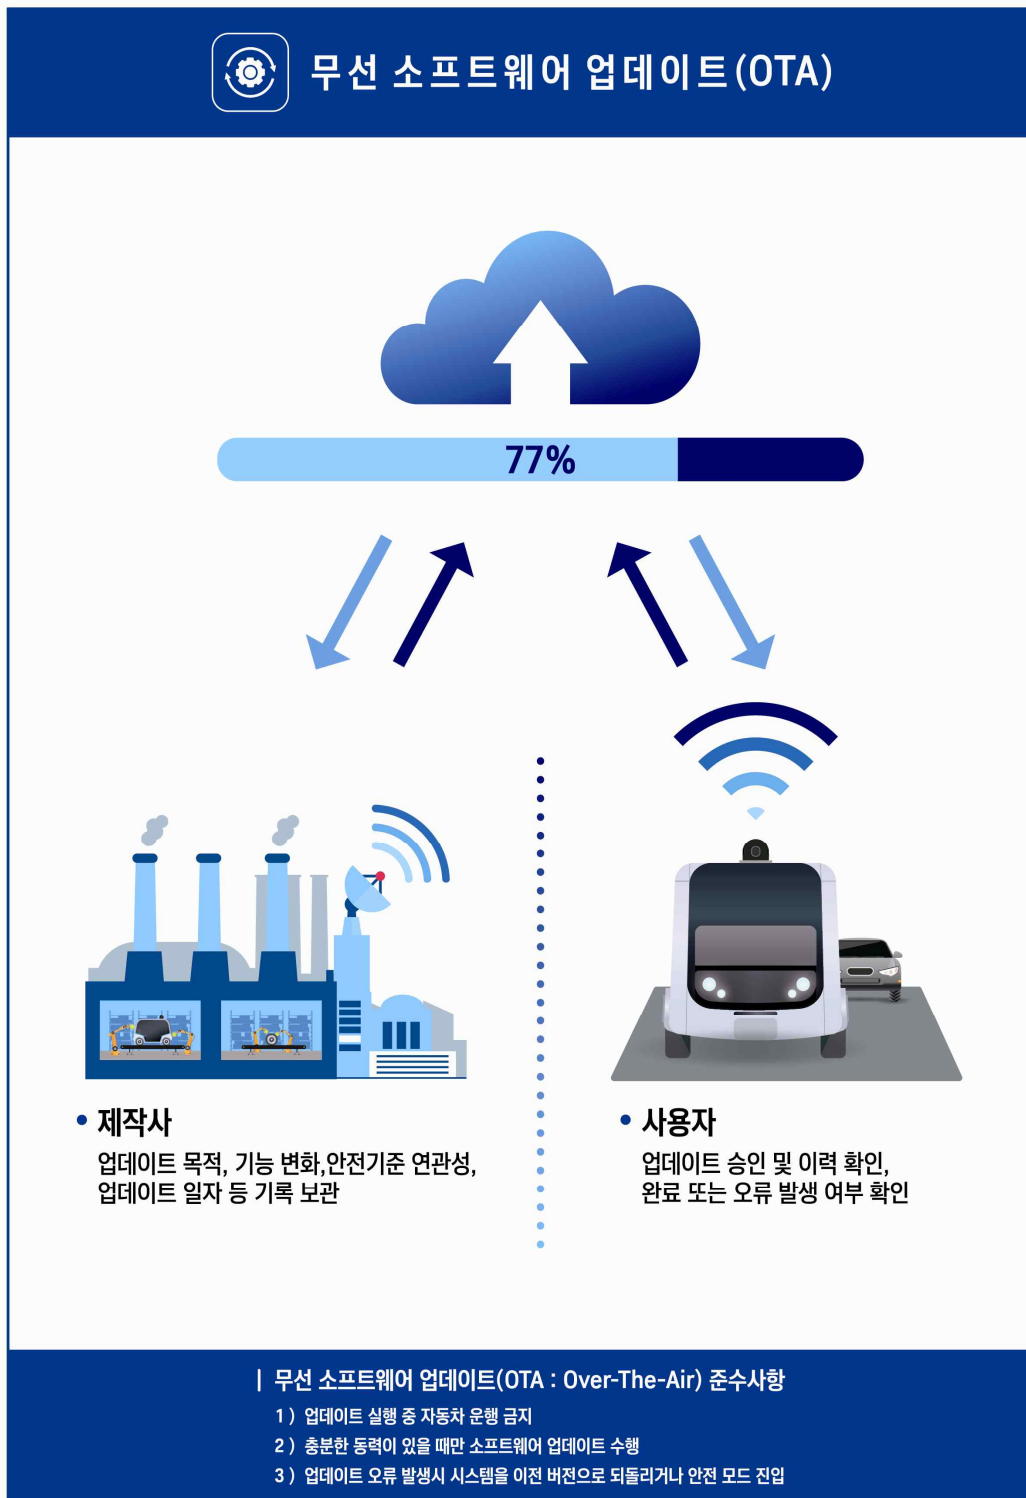 무선 소프트웨어 업데이트(OTA)
77%
• 제작사
업데이트 목적, 기능 변화,안전기준 연관성,
업데이트 일자 등 기록 보관
• 사용자
업데이트 승인 및 이력 확인,
완료 또는 오류 발생 여부 확인
| 무선 소프트웨어 업데이트(OTA : Over-The-Air) 준수사항
1 ) 업데이트 실행 중 자동차 운행 금지
2 ) 충분한 동력이 있을 때만 소프트웨어 업데이트 수행
3 ) 업데이트 오류 발생시 시스템을 이전 버전으로 되돌리거나 안전 모드 진입